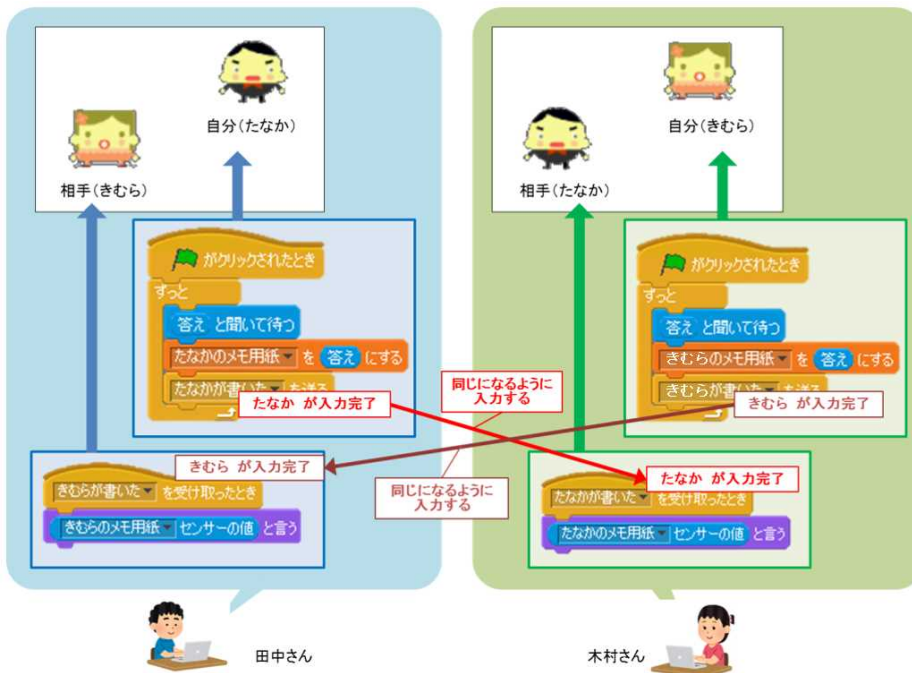 自分(たなか)
相手(きむら)
がクリックされたとき
ずっと
答え と聞いて待つ
たなかのメモ用紙 を 答え にする
たなかが書いた を送る
たなか が入力完了
きむら が入力完了
きむらが書いた を受け取ったとき
きむらのメモ用紙 センサーの値 と言う
田中さん
同じになるように
入力する
同じになるように
入力する
自分(きむら)
相手(たなか)
がクリックされたとき
ずっと
答え と聞いて待つ
きむらのメモ用紙 を 答え にする
きむらが書いた を送る
きむら が入力完了
たなか が入力完了
たなかが書いた を受け取ったとき
たなかのメモ用紙 センサーの値 と言う
木村さん